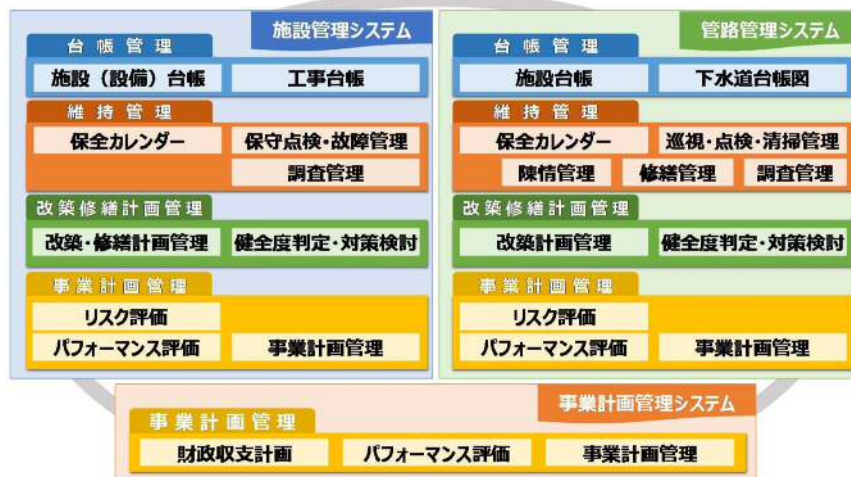 施設管理システム
台帳管理
施設（設備）台帳
工事台帳
維持管理
保全カレンダー
保守点検・故障管理
調査管理
改築修繕計画管理
改築・修繕計画管理
健全度判定・対策検討
事業計画管理
リスク評価
パフォーマンス評価
事業計画管理
管路管理システム
台帳管理
施設台帳
下水道台帳図
維持管理
保全カレンダー
巡視・点検・清掃管理
陳情管理
修繕管理
調査管理
改築修繕計画管理
改築計画管理
健全度判定・対策検討
事業計画管理
リスク評価
パフォーマンス評価
事業計画管理
事業計画管理システム
事業計画管理
財政収支計画
パフォーマンス評価
事業計画管理